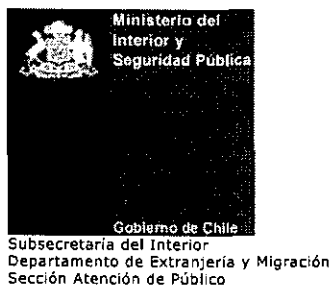 Ministerio del
Interior y
Seguridad Pública
Gobierno de Chile
Subsecretaría del Interior
Departamento de Extranjería y Migración
Sección Atención de Público